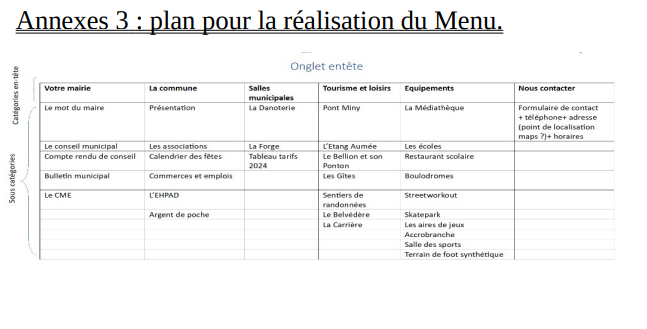 Annexes 3 : plan pour la réalisation du Menu.
Onglet entête
Catégories en-tête
Votre mairie La commune Salles municipales Tourisme et loisirs Equipements Nous contacter
Sous catégories
Le mot du maire Présentation La Danoterie Pont Miny La Médiathèque Formulaire de contact
+ téléphone+ adresse
(point de localisation
maps ?)+ horaires
Le conseil municipal Les associations La Forge L'Etang Aumée Les écoles
Compte rendu de conseil Calendrier des fêtes Tableau tarifs 2024 Le Bellion et son Ponton Restaurant scolaire
Bulletin municipal Commerces et emplois Les Gîtes Boulodromes
Le CME L'EHPAD Sentiers de randonnées Streetworkout
Argent de poche Le Belvédère Skatepark
La Carrière Les aires de jeux
Accrobranche
Salle des sports
Terrain de foot synthétique